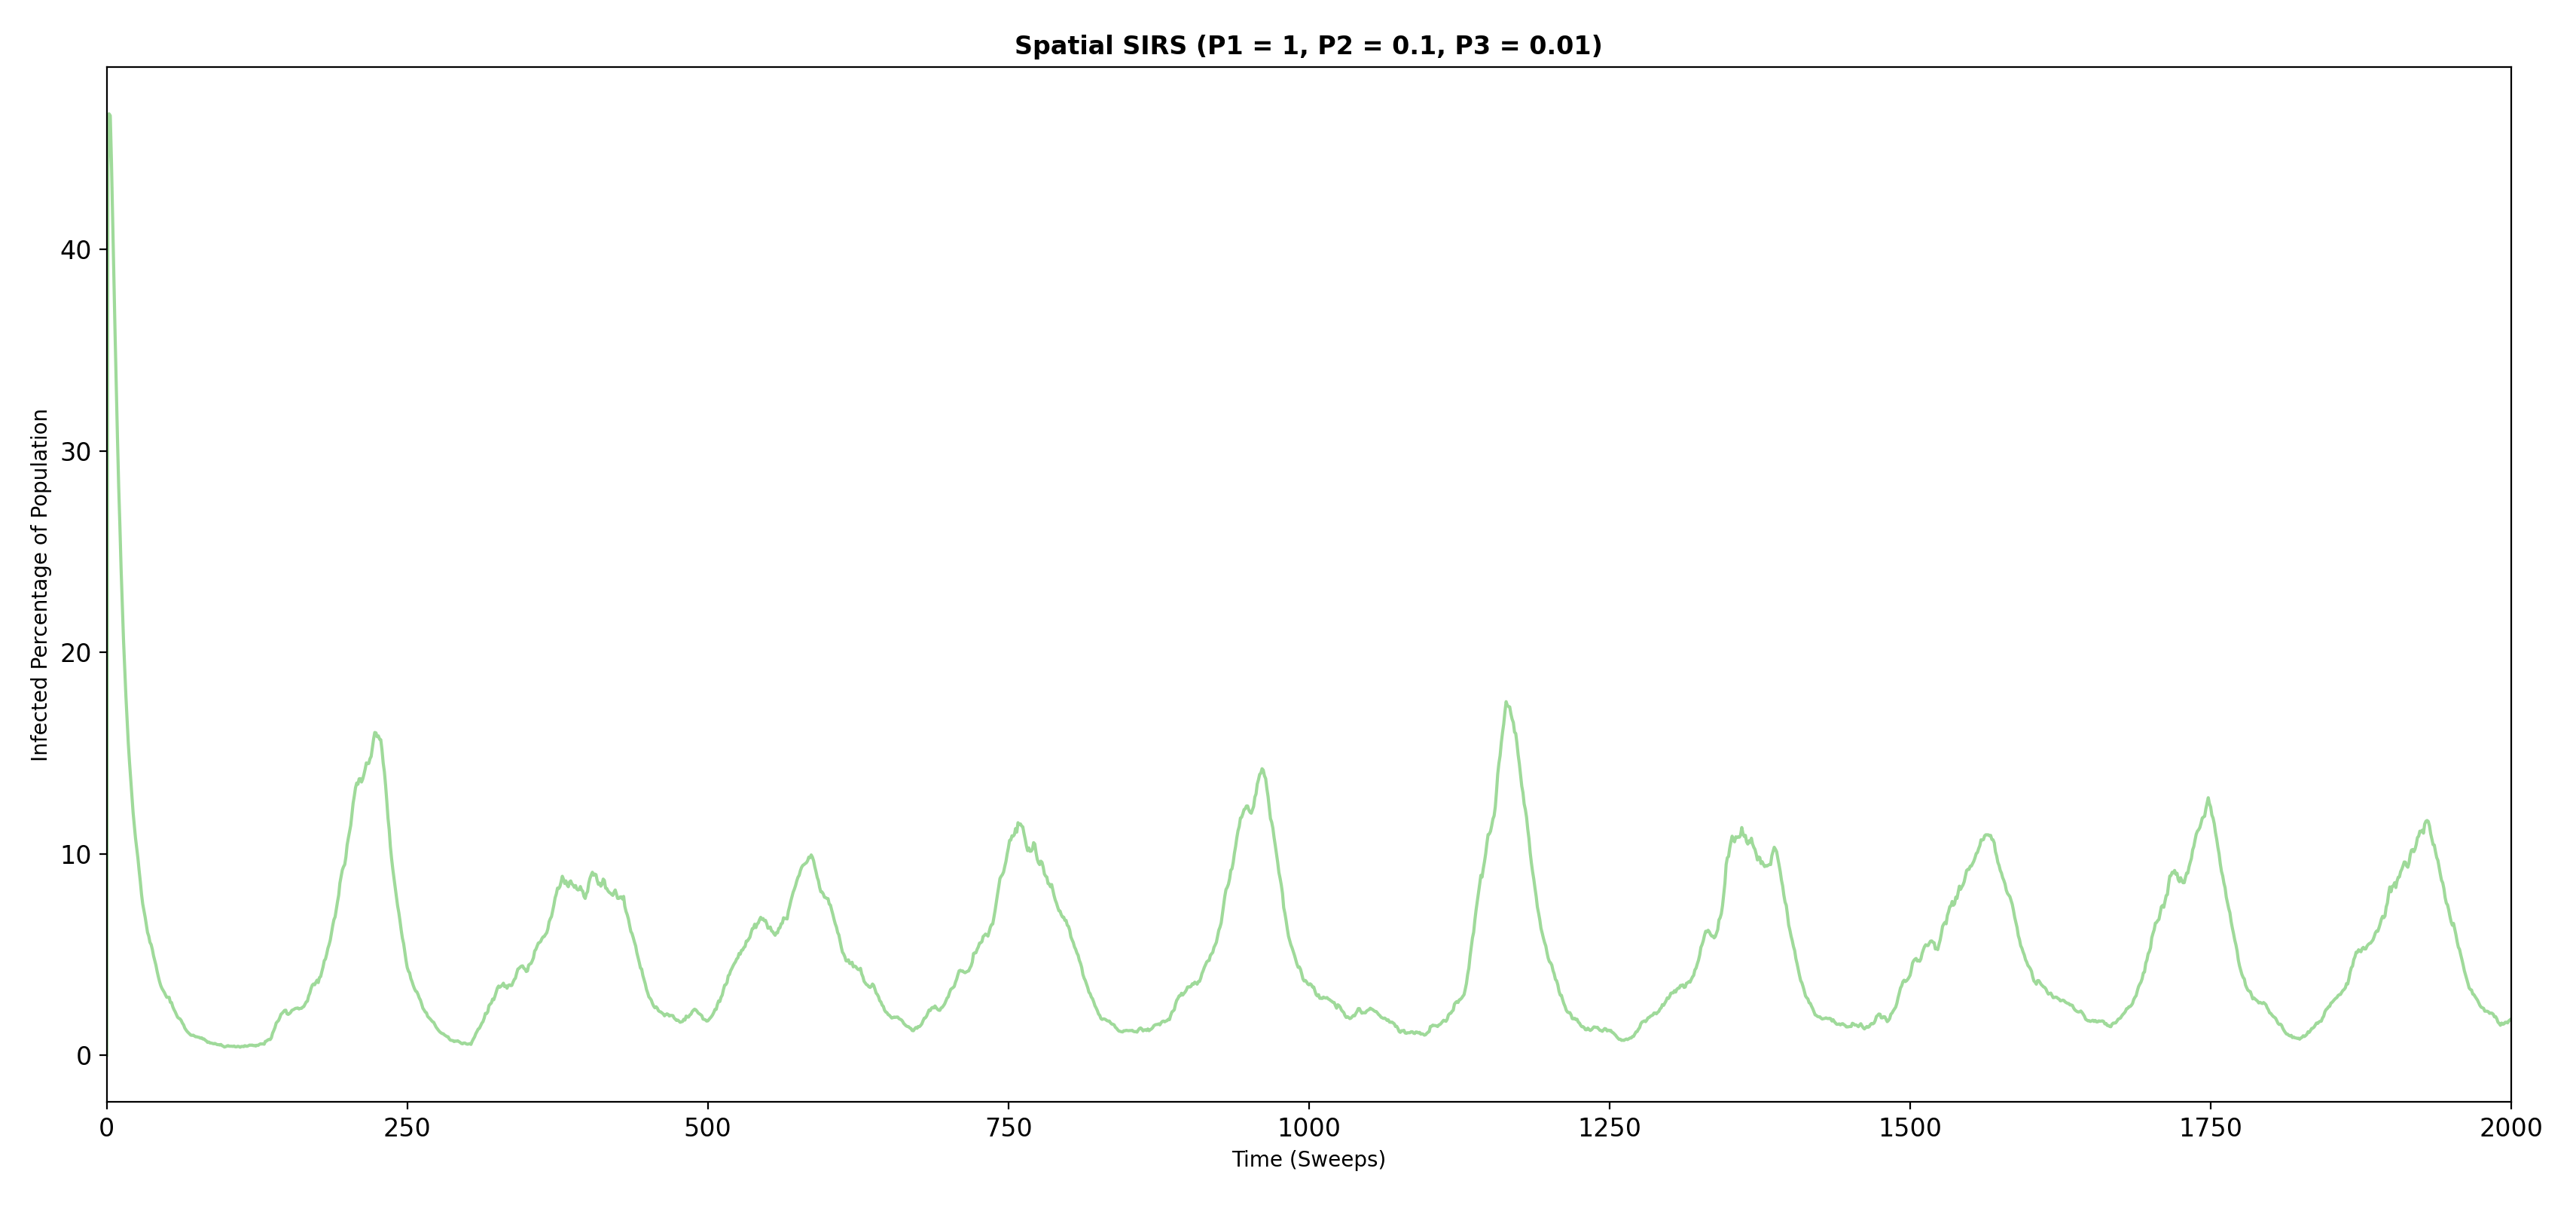 Spatial SIRS (P1 = 1, P2 = 0.1, P3 = 0.01)
Infected Percentage of Population
40
30
20
10
0
0 250 500 750 1000 1250 1500 1750 2000
Time (Sweeps)